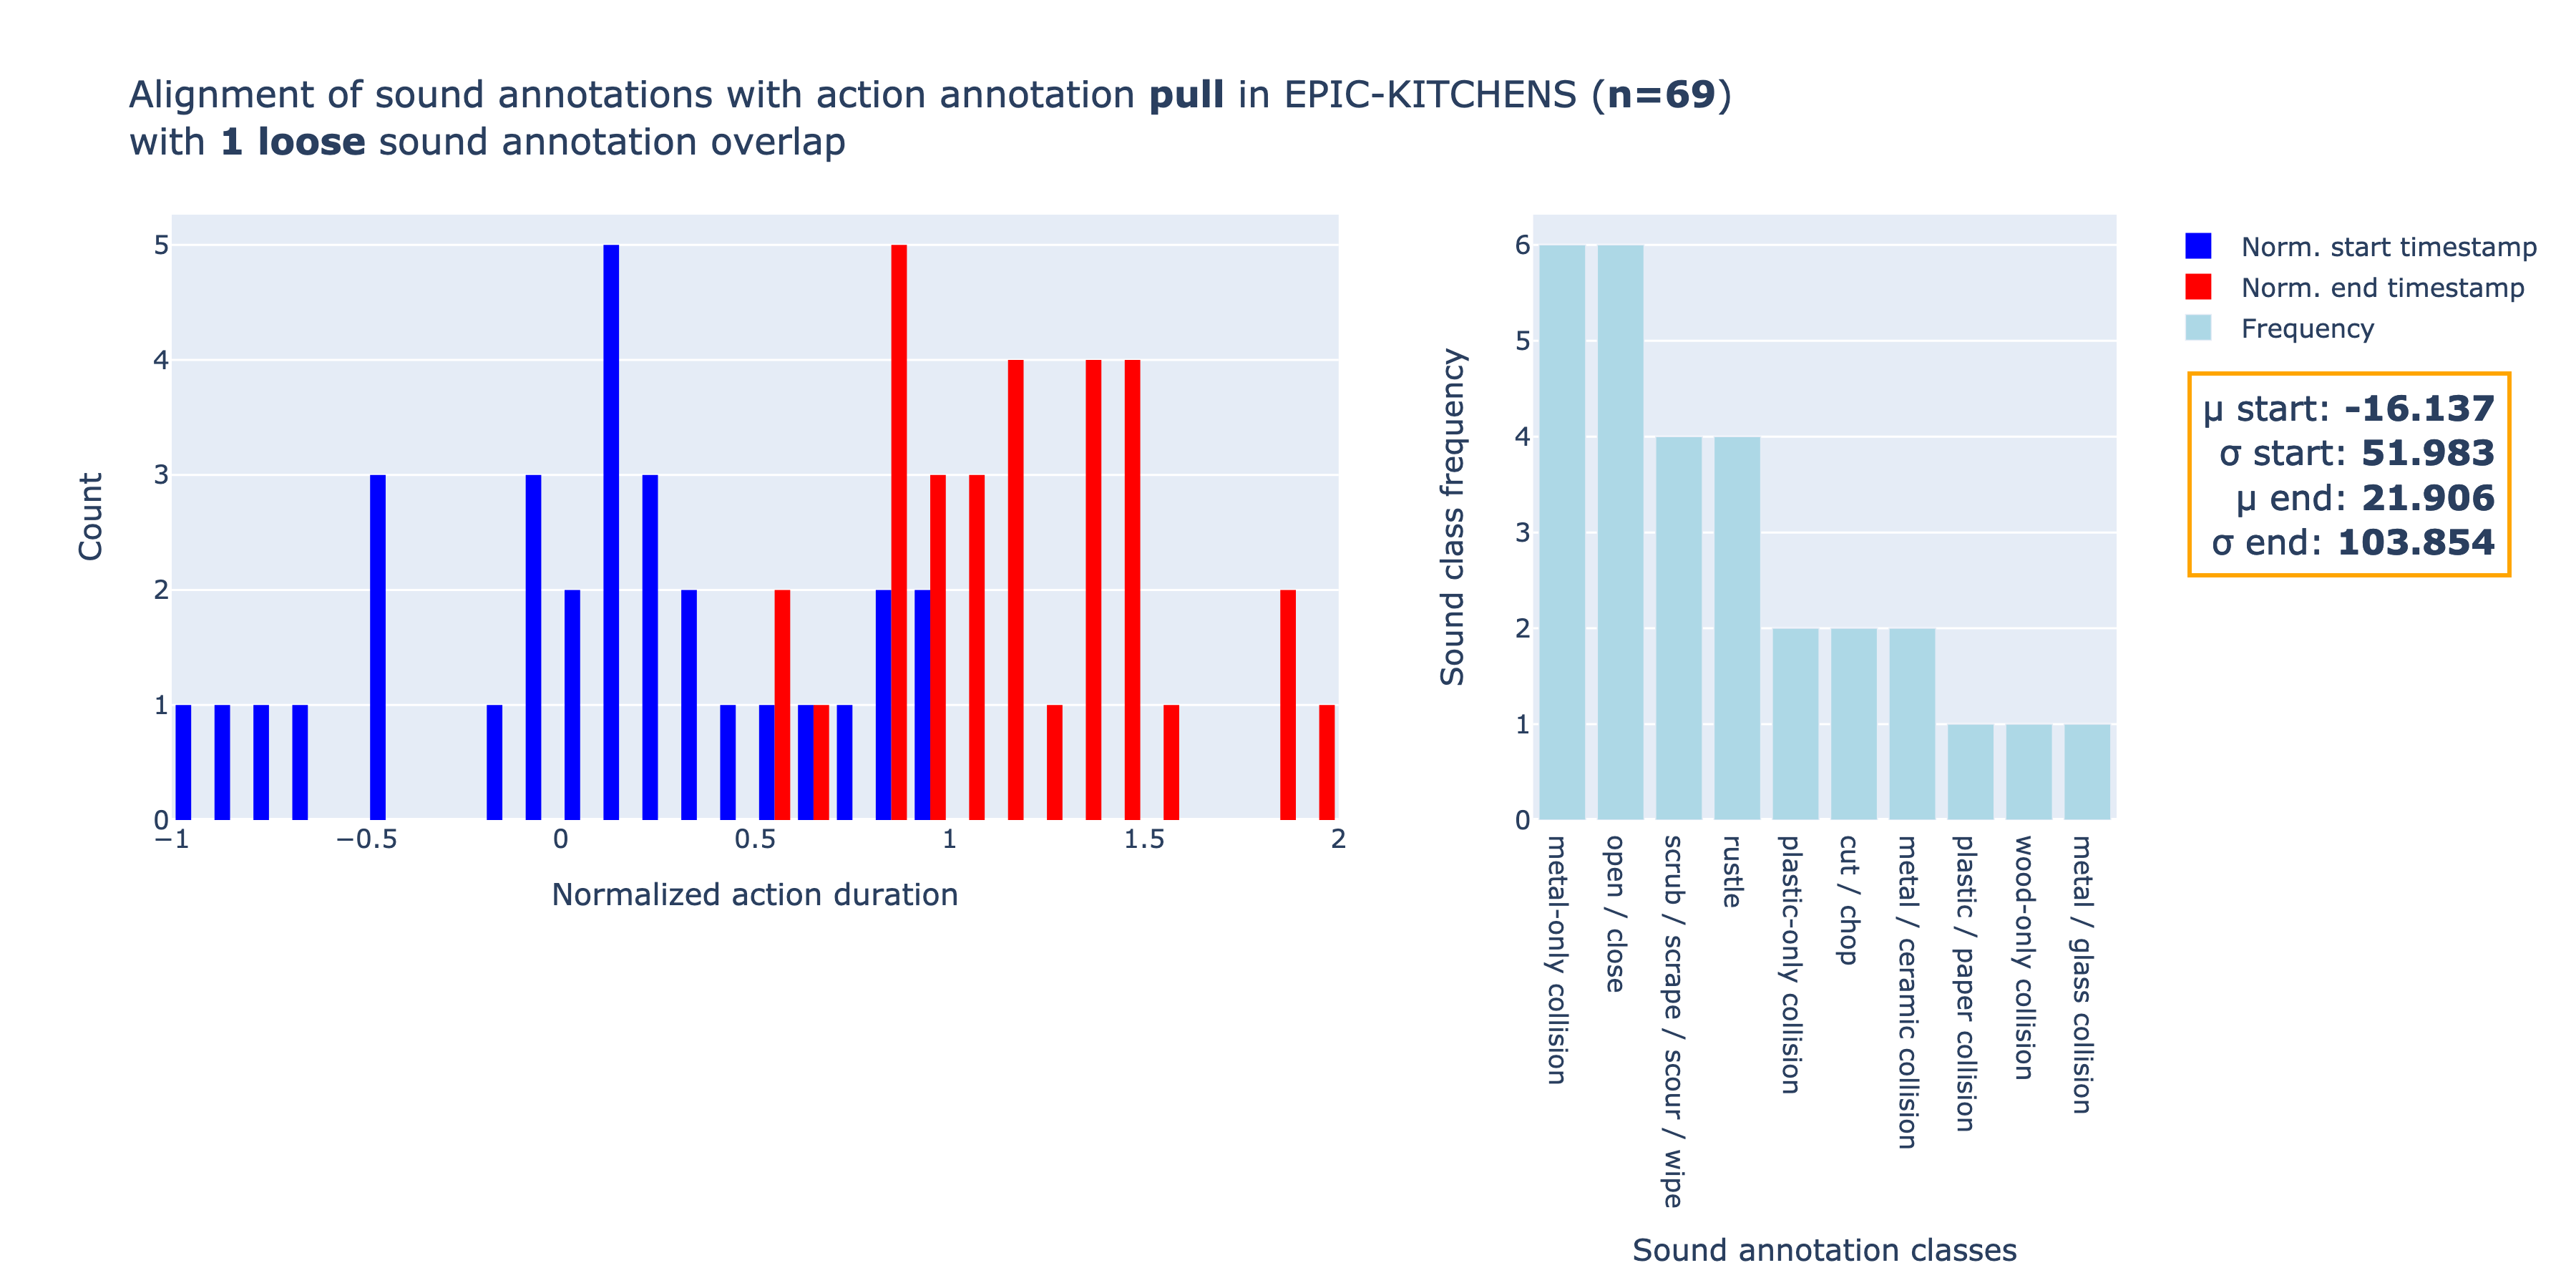 Alignment of sound annotations with action annotation pull in EPIC-KITCHENS (n=69)
with 1 loose sound annotation overlap
5
4
3
2
1
0
Count
−1
−0.5
0
0.5
1
1.5
2
Normalized action duration
6
5
4
3
2
1
0
Sound class frequency
metal-only collision
open / close
scrub / scrape / scour / wipe
rustle
plastic-only collision
cut / chop
metal / ceramic collision
plastic / paper collision
wood-only collision
metal / glass collision
Sound annotation classes
Norm. start timestamp
Norm. end timestamp
Frequency
μ start: -16.137
σ start: 51.983
μ end: 21.906
σ end: 103.854